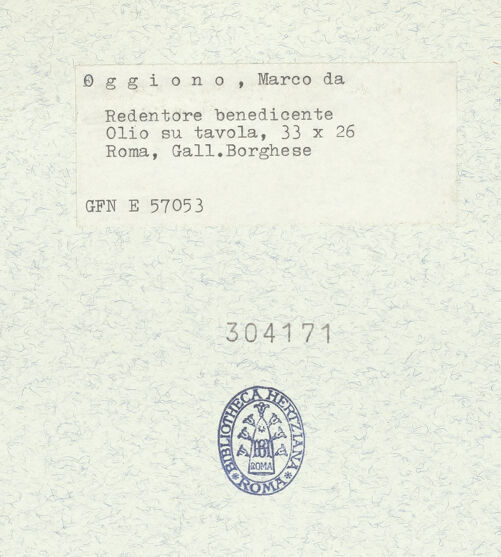 O g g i o n o , Marco da
Redentore benedicente
Olio su tavola, 33 x 26
Roma, Gall.Borghese
GFN E 57053
304171
BIBLIOTHECA HERTZIANA
ROMA
* ROMA *